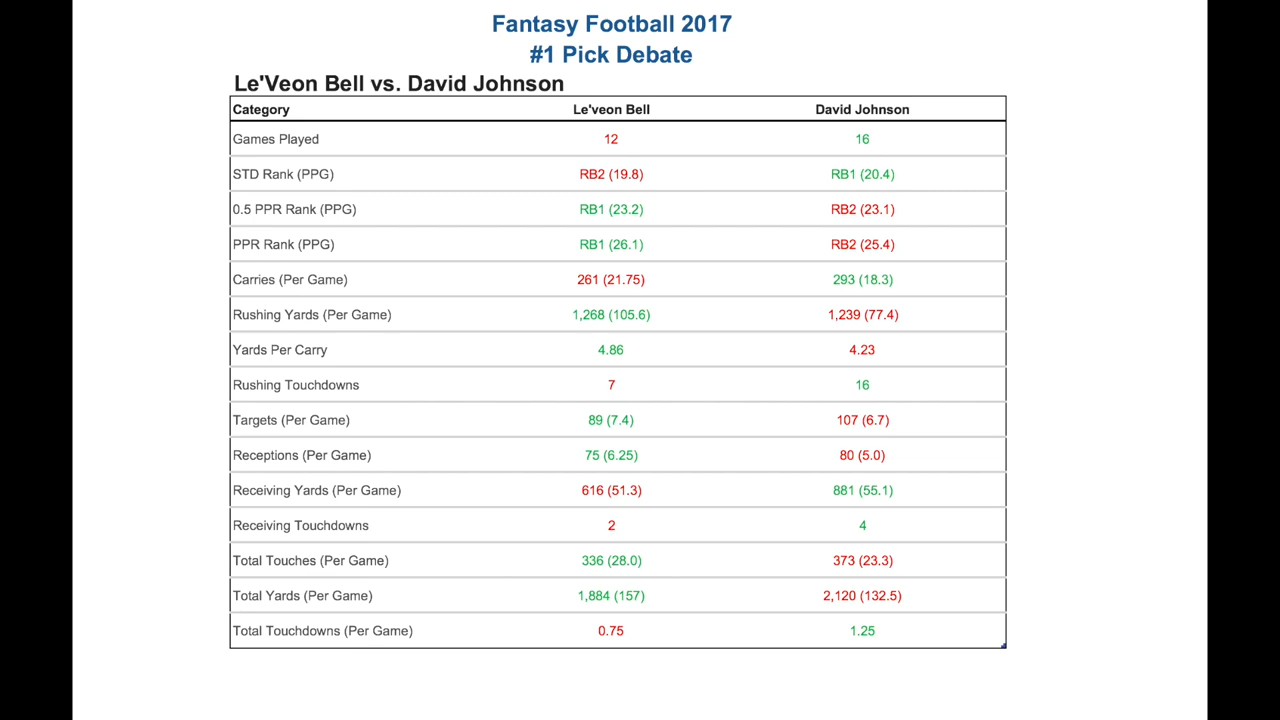 Fantasy Football 2017
#1 Pick Debate
Le'Veon Bell vs. David Johnson
Category Le'veon Bell David Johnson
Games Played 12 16
STD Rank (PPG) RB2 (19.8) RB1 (20.4)
0.5 PPR Rank (PPG) RB1 (23.2) RB2 (23.1)
PPR Rank (PPG) RB1 (26.1) RB2 (25.4)
Carries (Per Game) 261 (21.75) 293 (18.3)
Rushing Yards (Per Game) 1,268 (105.6) 1,239 (77.4)
Yards Per Carry 4.86 4.23
Rushing Touchdowns 7 16
Targets (Per Game) 89 (7.4) 107 (6.7)
Receptions (Per Game) 75 (6.25) 80 (5.0)
Receiving Yards (Per Game) 616 (51.3) 881 (55.1)
Receiving Touchdowns 2 4
Total Touches (Per Game) 336 (28.0) 373 (23.3)
Total Yards (Per Game) 1,884 (157) 2,120 (132.5)
Total Touchdowns (Per Game) 0.75 1.25